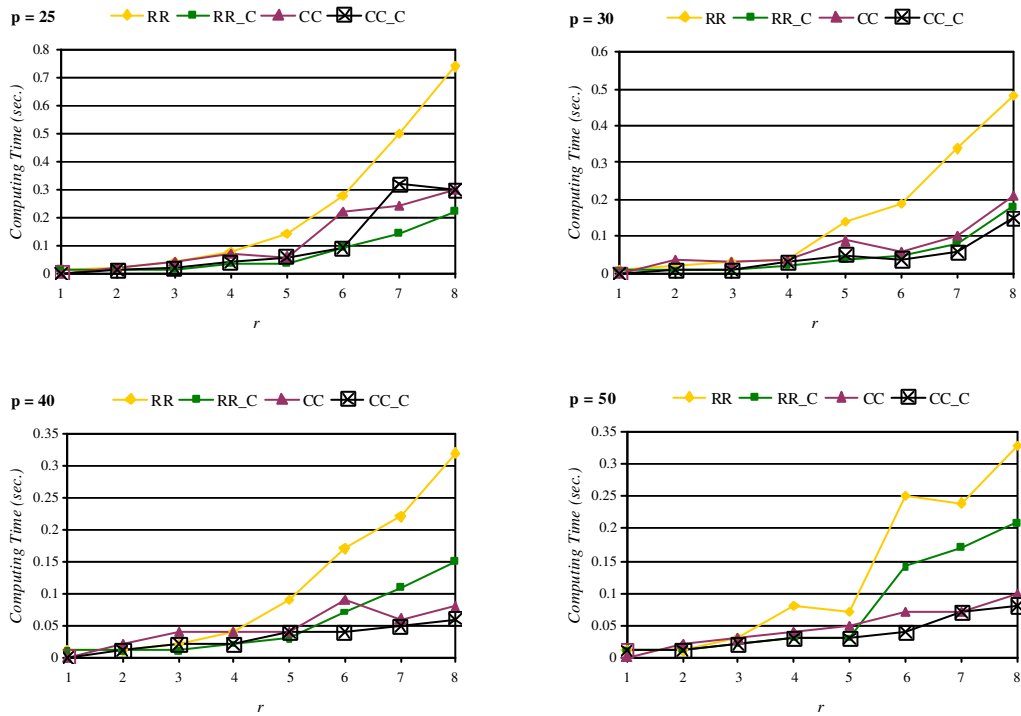 p = 25
RR RR_C CC CC_C
Computing Time (sec.)
0.8
0.7
0.6
0.5
0.4
0.3
0.2
0.1
0
1 2 3 4 5 6 7 8
r
p = 30
RR RR_C CC CC_C
Computing Time (sec.)
0.6
0.5
0.4
0.3
0.2
0.1
0
1 2 3 4 5 6 7 8
r
p = 40
RR RR_C CC CC_C
Computing Time (sec.)
0.35
0.3
0.25
0.2
0.15
0.1
0.05
0
1 2 3 4 5 6 7 8
r
p = 50
RR RR_C CC CC_C
Computing Time (sec.)
0.35
0.3
0.25
0.2
0.15
0.1
0.05
0
1 2 3 4 5 6 7 8
r